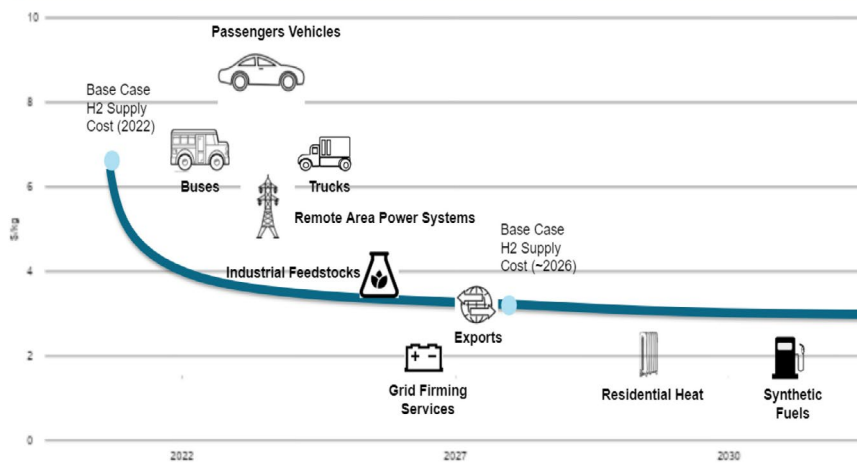 10
Passengers Vehicles
Base Case
H2 Supply
Cost (2022)
8
Buses
Trucks
6
Remote Area Power Systems
$/kg
Base Case
H2 Supply
Cost (~2026)
Industrial Feedstocks
4
Exports
2
Grid Firming
Services
Residential Heat
Synthetic
Fuels
0
2022
2027
2030